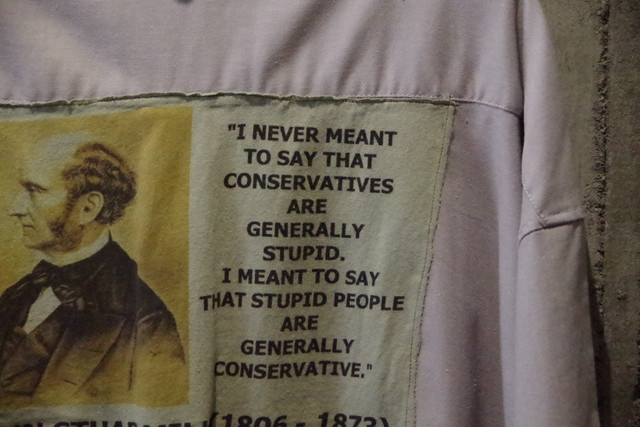 "I NEVER MEANT
TO SAY THAT
CONSERVATIVES
ARE
GENERALLY
STUPID.
I MEANT TO SAY
THAT STUPID PEOPLE
ARE
GENERALLY
CONSERVATIVE."
(1806 - 1873)